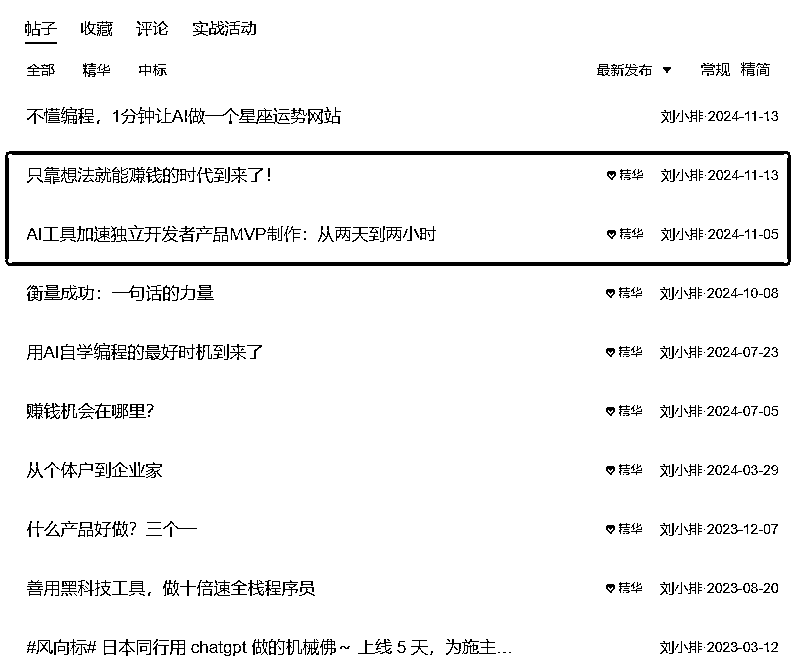 帖子 收藏 评论 实战活动
全部 精华 中标 最新发布 常规 精简
不懂编程，1分钟让AI做一个星座运势网站 刘小排·2024-11-13
只靠想法就能赚钱的时代到来了！ 精华 刘小排·2024-11-13
AI工具加速独立开发者产品MVP制作：从两天到两小时 精华 刘小排·2024-11-05
衡量成功：一句话的力量 精华 刘小排·2024-10-08
用AI自学编程的最好时机到来了 精华 刘小排·2024-07-23
赚钱机会在哪里？ 精华 刘小排·2024-07-05
从个体户到企业家 精华 刘小排·2024-03-29
什么产品好做？三个一 精华 刘小排·2023-12-07
善用黑科技工具，做十倍速全栈程序员 精华 刘小排·2023-08-20
#风向标# 日本同行用 chatgpt 做的机械佛～ 上线 5 天，为施主... 刘小排·2023-03-12